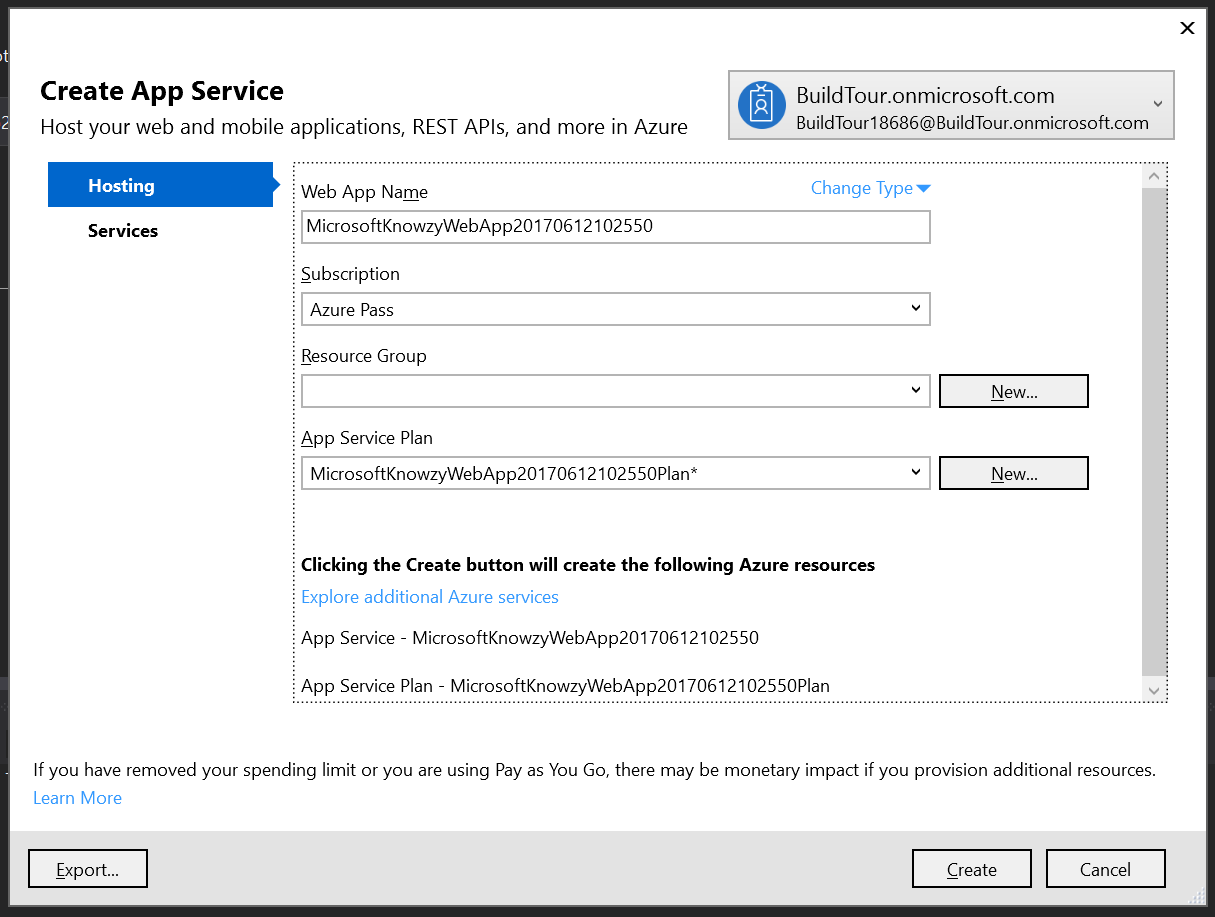 Create App Service
Host your web and mobile applications, REST APIs, and more in Azure
BuildTour.onmicrosoft.com
BuildTour18686@BuildTour.onmicrosoft.com
Hosting
Services
Web App Name
Change Type
MicrosoftKnowzyWebApp20170612102550
Subscription
Azure Pass
Resource Group
New...
App Service Plan
MicrosoftKnowzyWebApp20170612102550Plan*
New...
Clicking the Create button will create the following Azure resources
Explore additional Azure services
App Service - MicrosoftKnowzyWebApp20170612102550
App Service Plan - MicrosoftKnowzyWebApp20170612102550Plan
If you have removed your spending limit or you are using Pay as You Go, there may be monetary impact if you provision additional resources.
Learn More
Export...
Create
Cancel